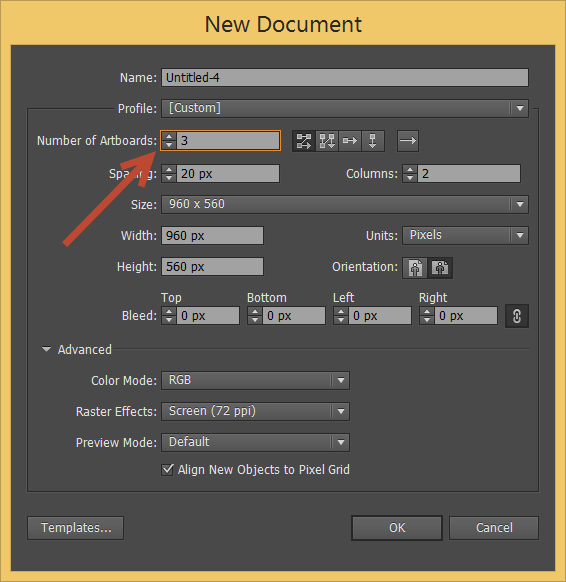 New Document
Name: Untitled-4
Profile: [Custom]
Number of Artboards: 3
Spacing: 20 px Columns: 2
Size: 960 x 560
Width: 960 px Units: Pixels
Height: 560 px Orientation:
Top Bottom Left Right
Bleed: 0 px 0 px 0 px 0 px
Advanced
Color Mode: RGB
Raster Effects: Screen (72 ppi)
Preview Mode: Default
Align New Objects to Pixel Grid
Templates... OK Cancel